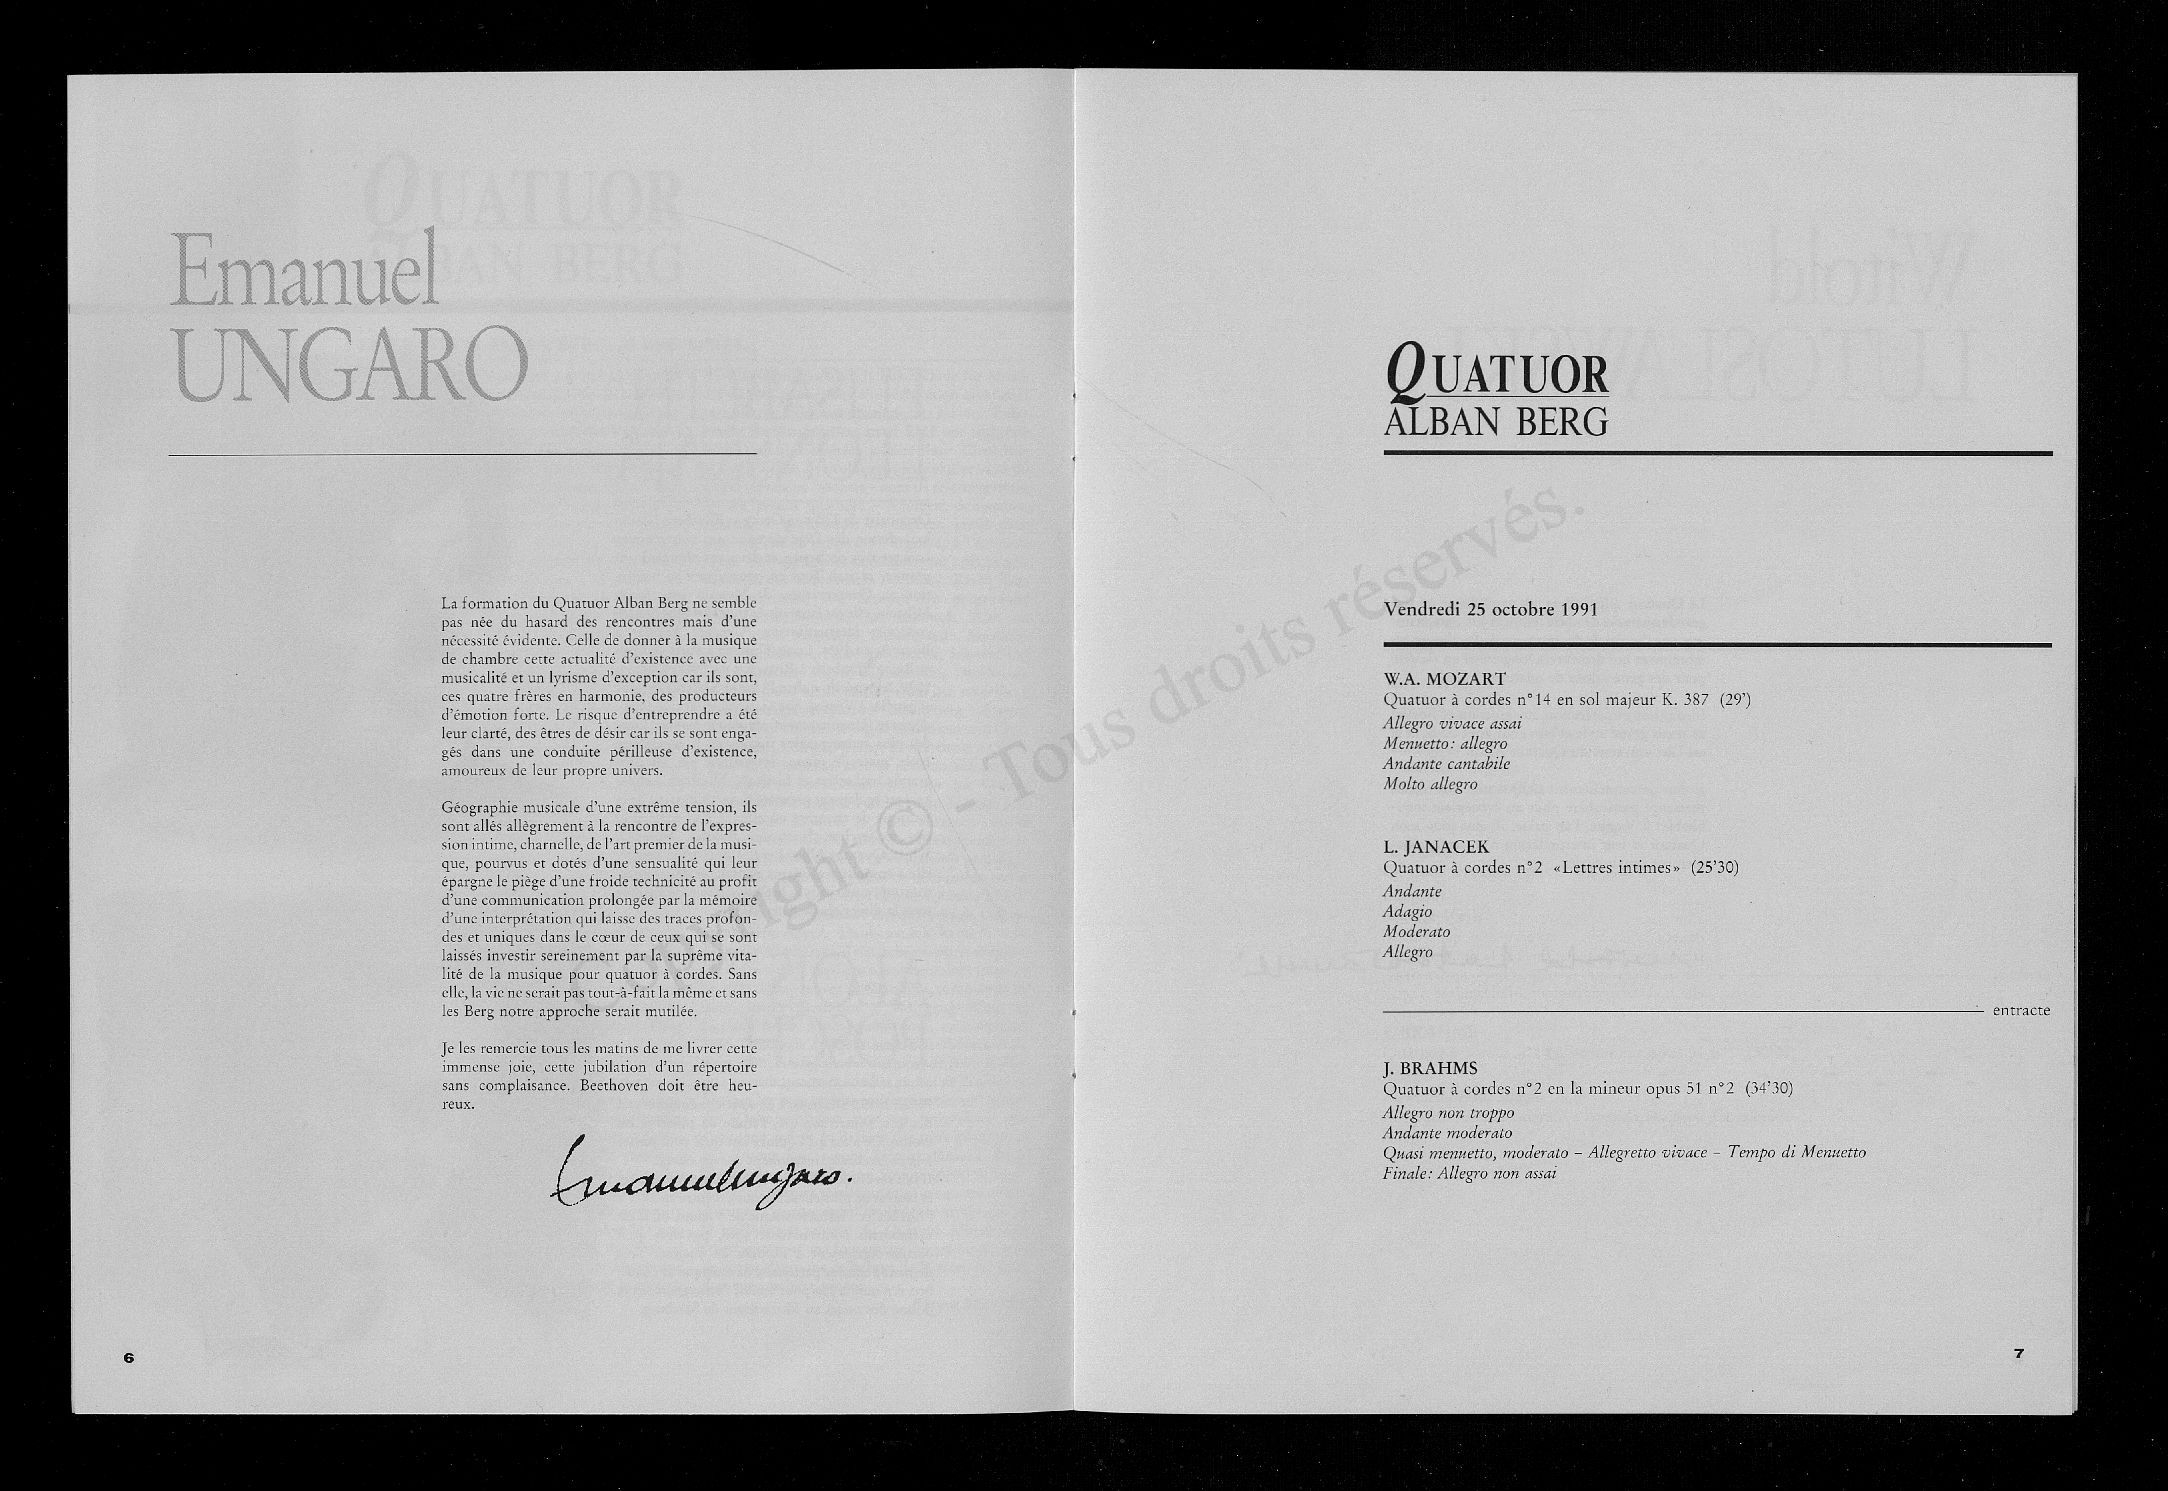 Emanuel
UNGARO
La formation du Quatuor Alban Berg ne semble
pas née du hasard des rencontres mais d'une
nécessité évidente. Celle de donner à la musique
de chambre cette actualité d'existence avec une
musicalité et un lyrisme d'exception car ils sont,
ces quatre frères en harmonie, des producteurs
d'émotion forte. Le risque d'entreprendre a été
leur clarté, des êtres de désir car ils se sont enga-
gés dans une conduite périlleuse d'existence,
amoureux de leur propre univers.
Géographie musicale d'une extrême tension, ils
sont allés allègrement à la rencontre de l'expres-
sion intime, charnelle, de l'art premier de la musi-
que, pourvus et dotés d'une sensualité qui leur
épargne le piège d'une froide technicité au profit
d'une communication prolongée par la mémoire
d'une interprétation qui laisse des traces profon-
des et uniques dans le cœur de ceux qui se sont
laissés investir sereinement par la suprême vita-
lité de la musique pour quatuor à cordes. Sans
elle, la vie ne serait pas tout-à-fait la même et sans
les Berg notre approche serait mutilée.
Je les remercie tous les matins de me livrer cette
immense joie, cette jubilation d'un répertoire
sans complaisance. Beethoven doit être heu-
reux.
Emanuel Ungaro.
6
QUATUOR
ALBAN BERG
Vendredi 25 octobre 1991
W.A. MOZART
Quatuor à cordes n°14 en sol majeur K. 387 (29')
Allegro vivace assai
Menuetto: allegro
Andante cantabile
Molto allegro
L. JANACEK
Quatuor à cordes n°2 «Lettres intimes» (25'30)
Andante
Adagio
Moderato
Allegro
entracte
J. BRAHMS
Quatuor à cordes n°2 en la mineur opus 51 n°2 (34'30)
Allegro non troppo
Andante moderato
Quasi menuetto, moderato – Allegretto vivace – Tempo di Menuetto
Finale: Allegro non assai
7
Copyright © - Tous droits réservés.